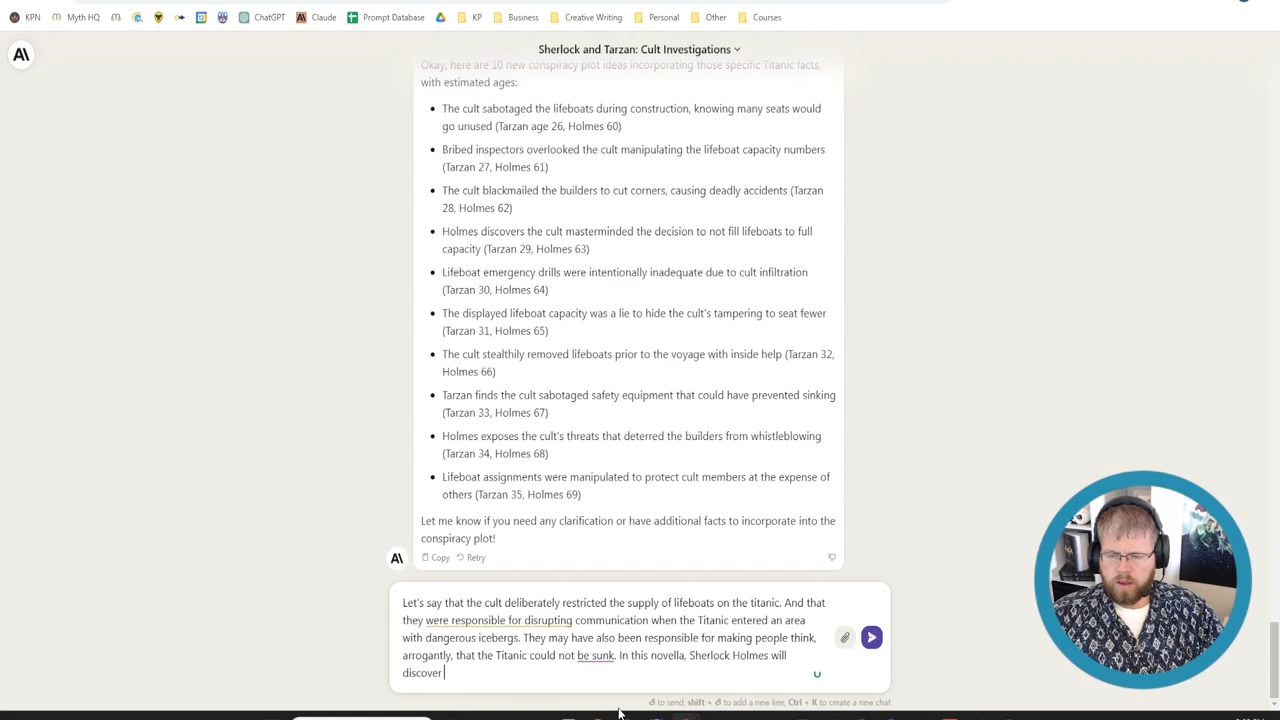 KPN Myth HQ ChatGPT Claude Prompt Database KP Business Creative Writing Personal Other Courses
A\
Sherlock and Tarzan: Cult Investigations
Okay, here are 10 new conspiracy plot ideas incorporating those specific Titanic facts,
with estimated ages:
• The cult sabotaged the lifeboats during construction, knowing many seats would
go unused (Tarzan age 26, Holmes 60)
• Bribed inspectors overlooked the cult manipulating the lifeboat capacity numbers
(Tarzan 27, Holmes 61)
• The cult blackmailed the builders to cut corners, causing deadly accidents (Tarzan
28, Holmes 62)
• Holmes discovers the cult masterminded the decision to not fill lifeboats to full
capacity (Tarzan 29, Holmes 63)
• Lifeboat emergency drills were intentionally inadequate due to cult infiltration
(Tarzan 30, Holmes 64)
• The displayed lifeboat capacity was a lie to hide the cult's tampering to seat fewer
(Tarzan 31, Holmes 65)
• The cult stealthily removed lifeboats prior to the voyage with inside help (Tarzan 32,
Holmes 66)
• Tarzan finds the cult sabotaged safety equipment that could have prevented sinking
(Tarzan 33, Holmes 67)
• Holmes exposes the cult's threats that deterred the builders from whistleblowing
(Tarzan 34, Holmes 68)
• Lifeboat assignments were manipulated to protect cult members at the expense of
others (Tarzan 35, Holmes 69)
Let me know if you need any clarification or have additional facts to incorporate into the
conspiracy plot!
A\ Copy Retry
Let's say that the cult deliberately restricted the supply of lifeboats on the titanic. And that
they were responsible for disrupting communication when the Titanic entered an area
with dangerous icebergs. They may have also been responsible for making people think,
arrogantly, that the Titanic could not be sunk. In this novella, Sherlock Holmes will
discover
⏎ to send, shift + ⏎ to add a new line, Ctrl + K to create a new chat